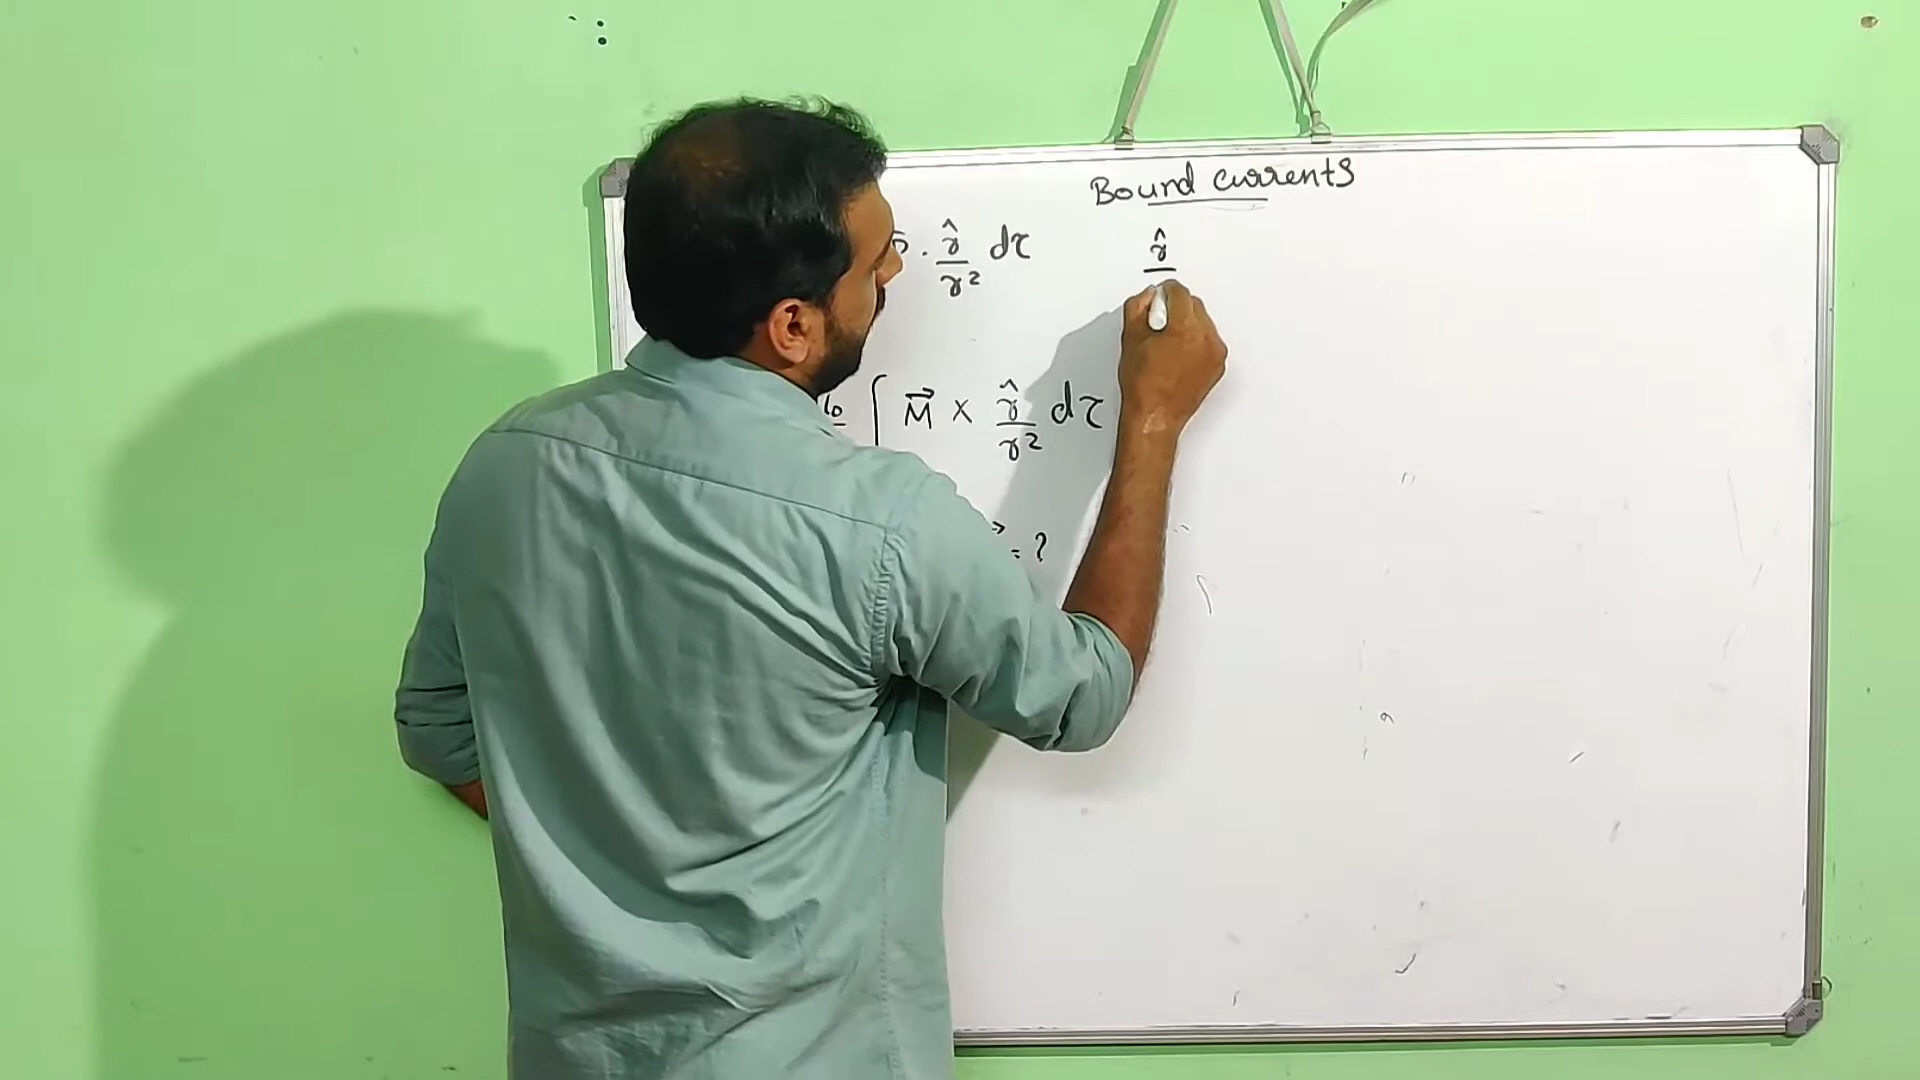 Bound currents
. r̂/r² dτ r̂
∫ M⃗ × r̂/r² dτ
= ?